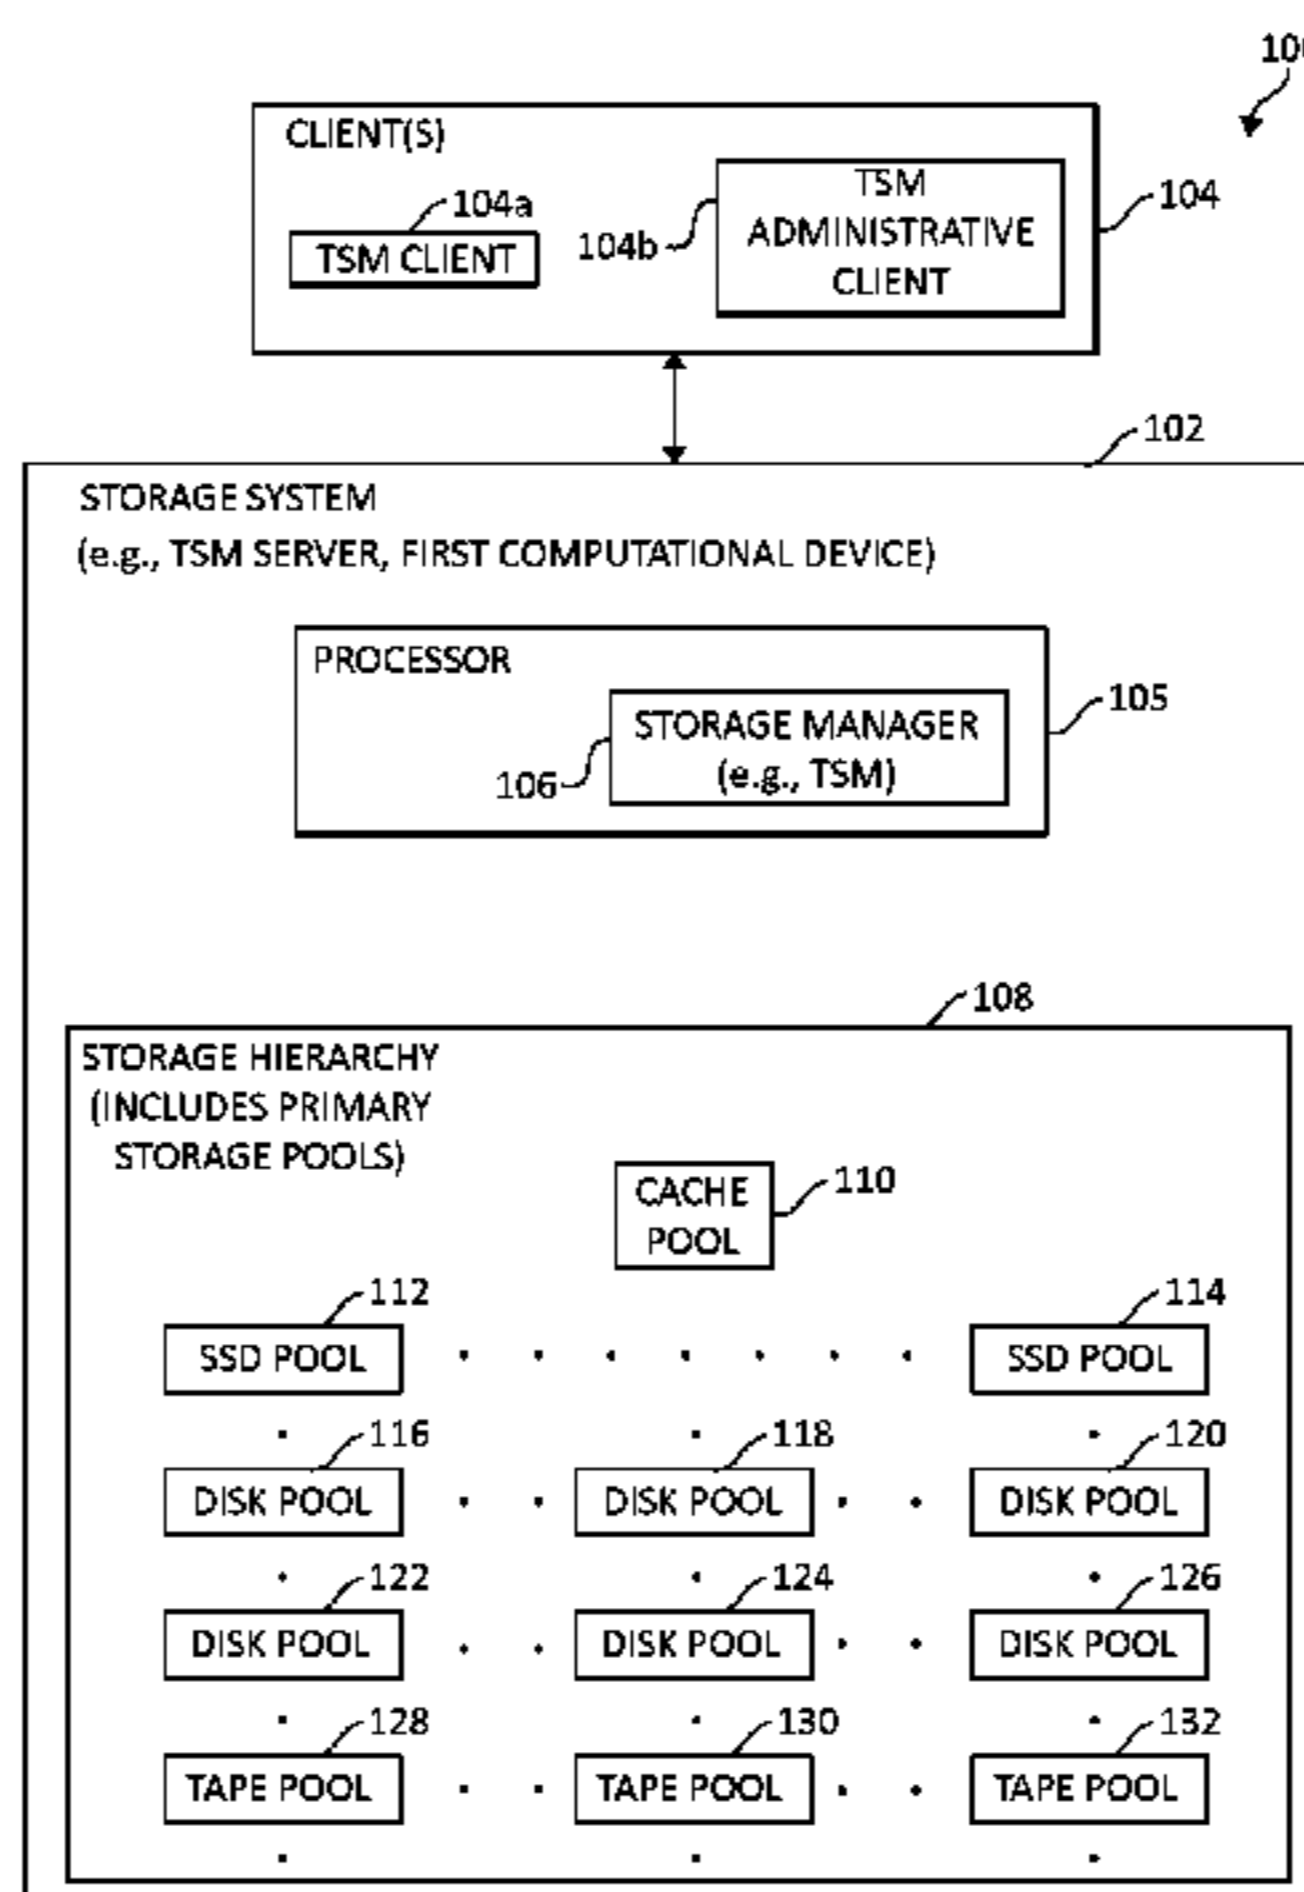 100
CLIENT(S)
104a
TSM CLIENT
104b
TSM
ADMINISTRATIVE
CLIENT
104
102
STORAGE SYSTEM
(e.g., TSM SERVER, FIRST COMPUTATIONAL DEVICE)
PROCESSOR
105
STORAGE MANAGER
(e.g., TSM)
106
108
STORAGE HIERARCHY
(INCLUDES PRIMARY
STORAGE POOLS)
CACHE
POOL
110
112
114
SSD POOL
SSD POOL
116
118
120
DISK POOL
DISK POOL
DISK POOL
122
124
126
DISK POOL
DISK POOL
DISK POOL
128
130
132
TAPE POOL
TAPE POOL
TAPE POOL